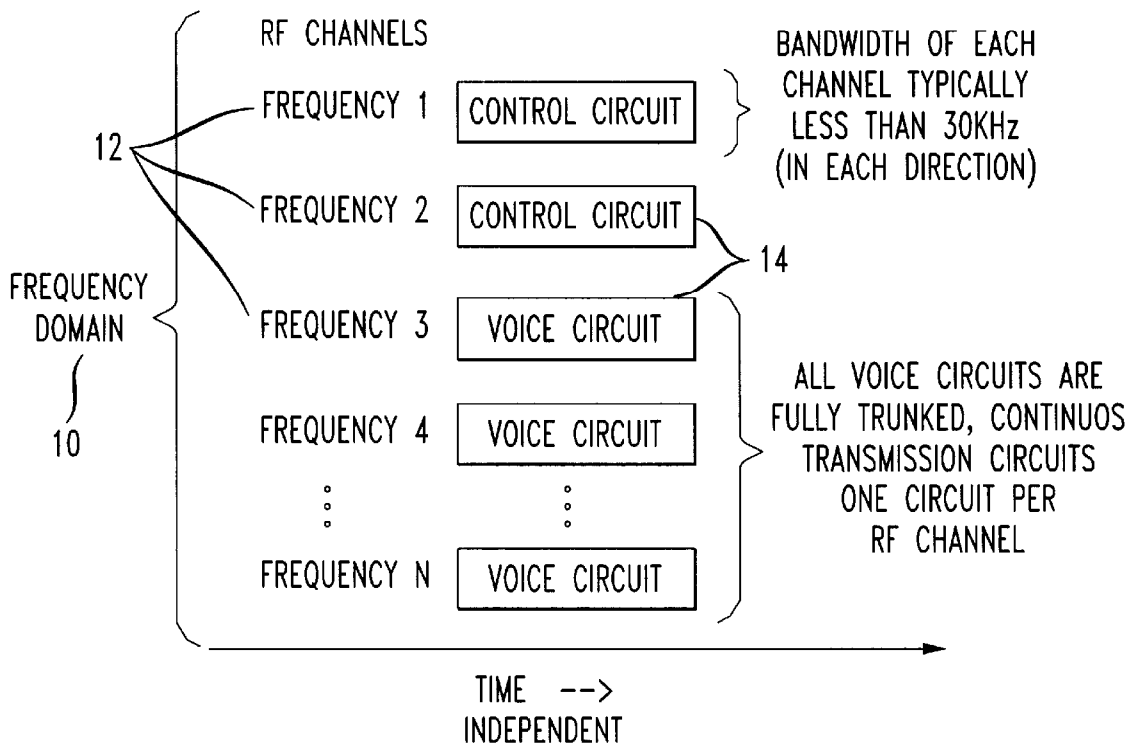 RF CHANNELS
FREQUENCY 1
CONTROL CIRCUIT
BANDWIDTH OF EACH
CHANNEL TYPICALLY
LESS THAN 30KHz
(IN EACH DIRECTION)
12
FREQUENCY 2
CONTROL CIRCUIT
14
FREQUENCY
DOMAIN
10
FREQUENCY 3
VOICE CIRCUIT
FREQUENCY 4
VOICE CIRCUIT
ALL VOICE CIRCUITS ARE
FULLY TRUNKED, CONTINUOS
TRANSMISSION CIRCUITS
ONE CIRCUIT PER
RF CHANNEL
FREQUENCY N
VOICE CIRCUIT
TIME -->
INDEPENDENT